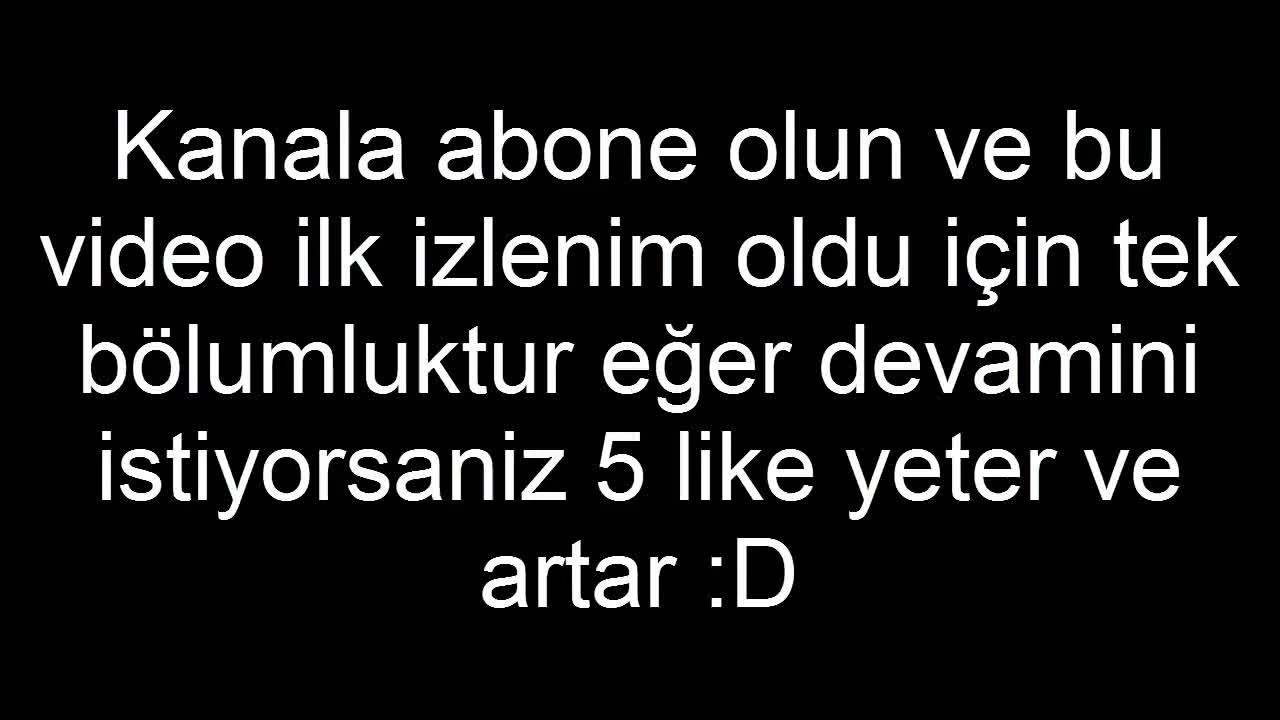 Kanala abone olun ve bu
video ilk izlenim oldu için tek
bölumluktur eğer devamini
istiyorsaniz 5 like yeter ve
artar :D